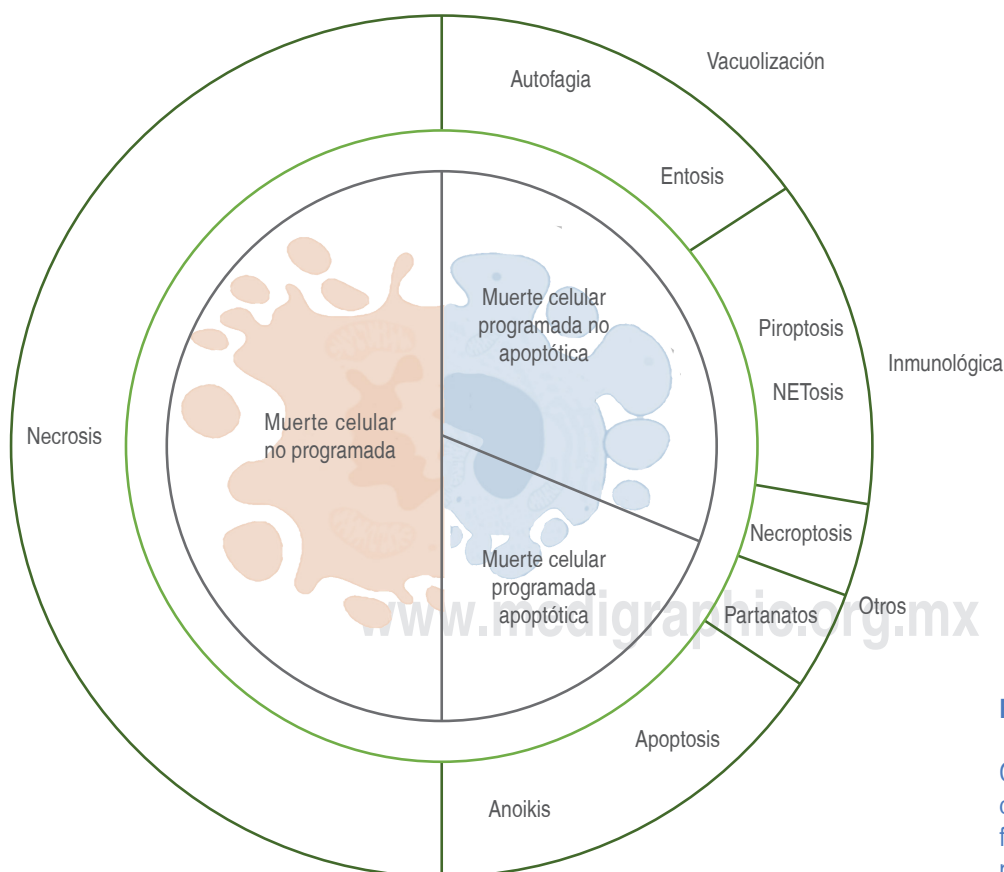 Vacuolización
Autofagia
Entosis
Muerte celular
programada no
apoptótica
Piroptosis
Inmunológica
NETosis
Muerte celular
no programada
Necrosis
Necroptosis
Muerte celular
programada
apoptótica
Otros
Partanatos
www.medigraphic.org.mx
Apoptosis
Anoikis